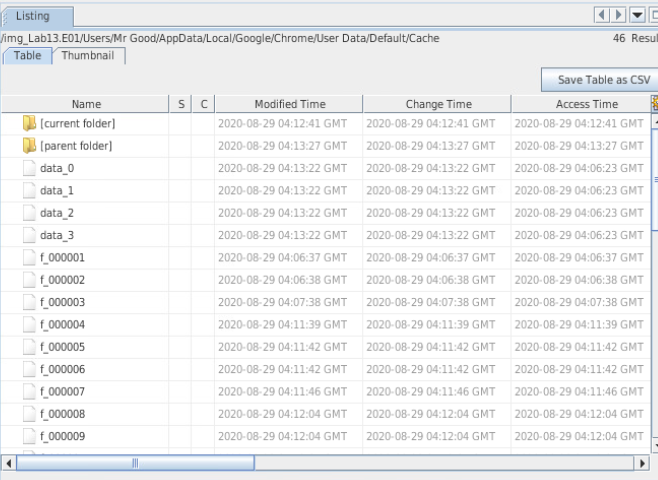 Listing
/img_Lab13.E01/Users/Mr Good/AppData/Local/Google/Chrome/User Data/Default/Cache 46 Resul
Table Thumbnail
Save Table as CSV
Name S C Modified Time Change Time Access Time
[current folder] 2020-08-29 04:12:41 GMT 2020-08-29 04:12:41 GMT 2020-08-29 04:12:41 GMT
[parent folder] 2020-08-29 04:13:27 GMT 2020-08-29 04:13:27 GMT 2020-08-29 04:13:27 GMT
data_0 2020-08-29 04:13:22 GMT 2020-08-29 04:13:22 GMT 2020-08-29 04:06:23 GMT
data_1 2020-08-29 04:13:22 GMT 2020-08-29 04:13:22 GMT 2020-08-29 04:06:23 GMT
data_2 2020-08-29 04:13:22 GMT 2020-08-29 04:13:22 GMT 2020-08-29 04:06:23 GMT
data_3 2020-08-29 04:13:22 GMT 2020-08-29 04:13:22 GMT 2020-08-29 04:06:23 GMT
f_000001 2020-08-29 04:06:37 GMT 2020-08-29 04:06:37 GMT 2020-08-29 04:06:37 GMT
f_000002 2020-08-29 04:06:38 GMT 2020-08-29 04:06:38 GMT 2020-08-29 04:06:38 GMT
f_000003 2020-08-29 04:07:38 GMT 2020-08-29 04:07:38 GMT 2020-08-29 04:07:38 GMT
f_000004 2020-08-29 04:11:39 GMT 2020-08-29 04:11:39 GMT 2020-08-29 04:11:39 GMT
f_000005 2020-08-29 04:11:42 GMT 2020-08-29 04:11:42 GMT 2020-08-29 04:11:42 GMT
f_000006 2020-08-29 04:11:42 GMT 2020-08-29 04:11:42 GMT 2020-08-29 04:11:42 GMT
f_000007 2020-08-29 04:11:46 GMT 2020-08-29 04:11:46 GMT 2020-08-29 04:11:46 GMT
f_000008 2020-08-29 04:12:04 GMT 2020-08-29 04:12:04 GMT 2020-08-29 04:12:04 GMT
f_000009 2020-08-29 04:12:04 GMT 2020-08-29 04:12:04 GMT 2020-08-29 04:12:04 GMT